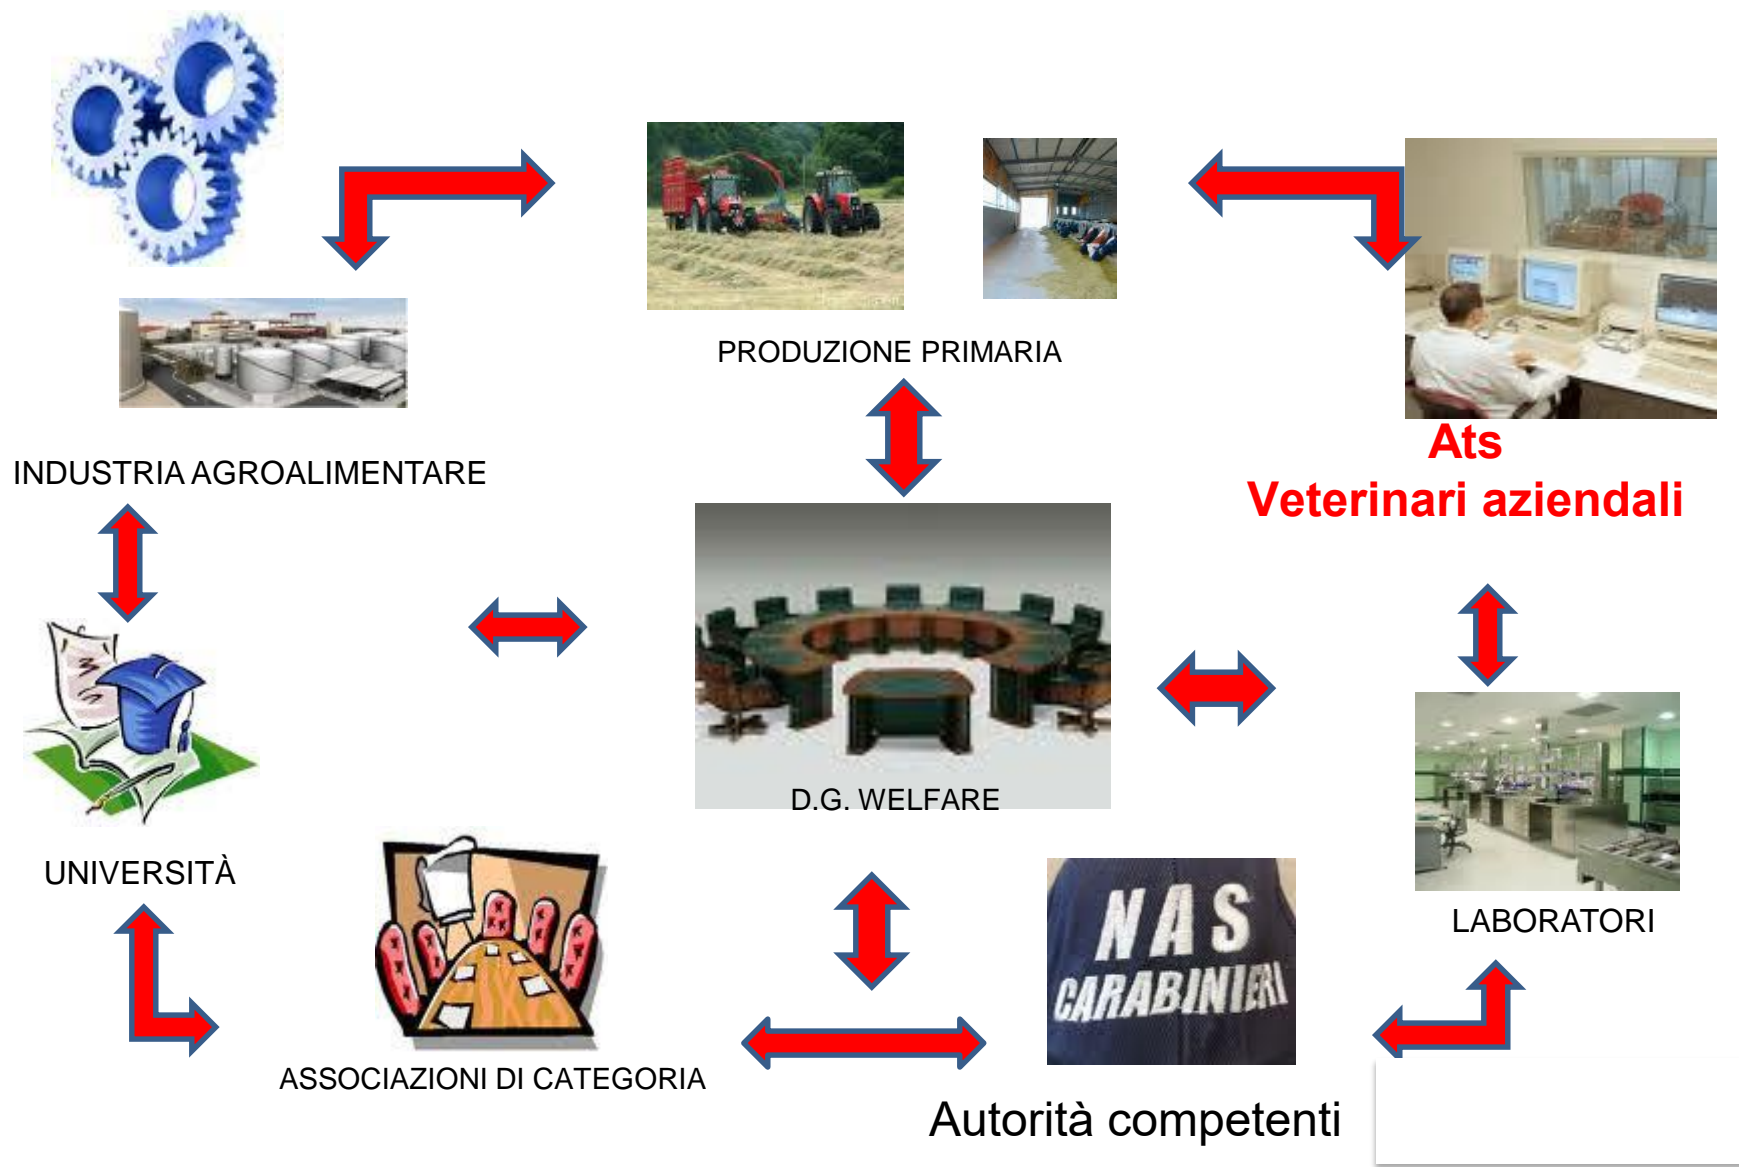 PRODUZIONE PRIMARIA
Ats
Veterinari aziendali
INDUSTRIA AGROALIMENTARE
D.G. WELFARE
UNIVERSITÀ
NAS
CARABINIERI
LABORATORI
ASSOCIAZIONI DI CATEGORIA
Autorità competenti